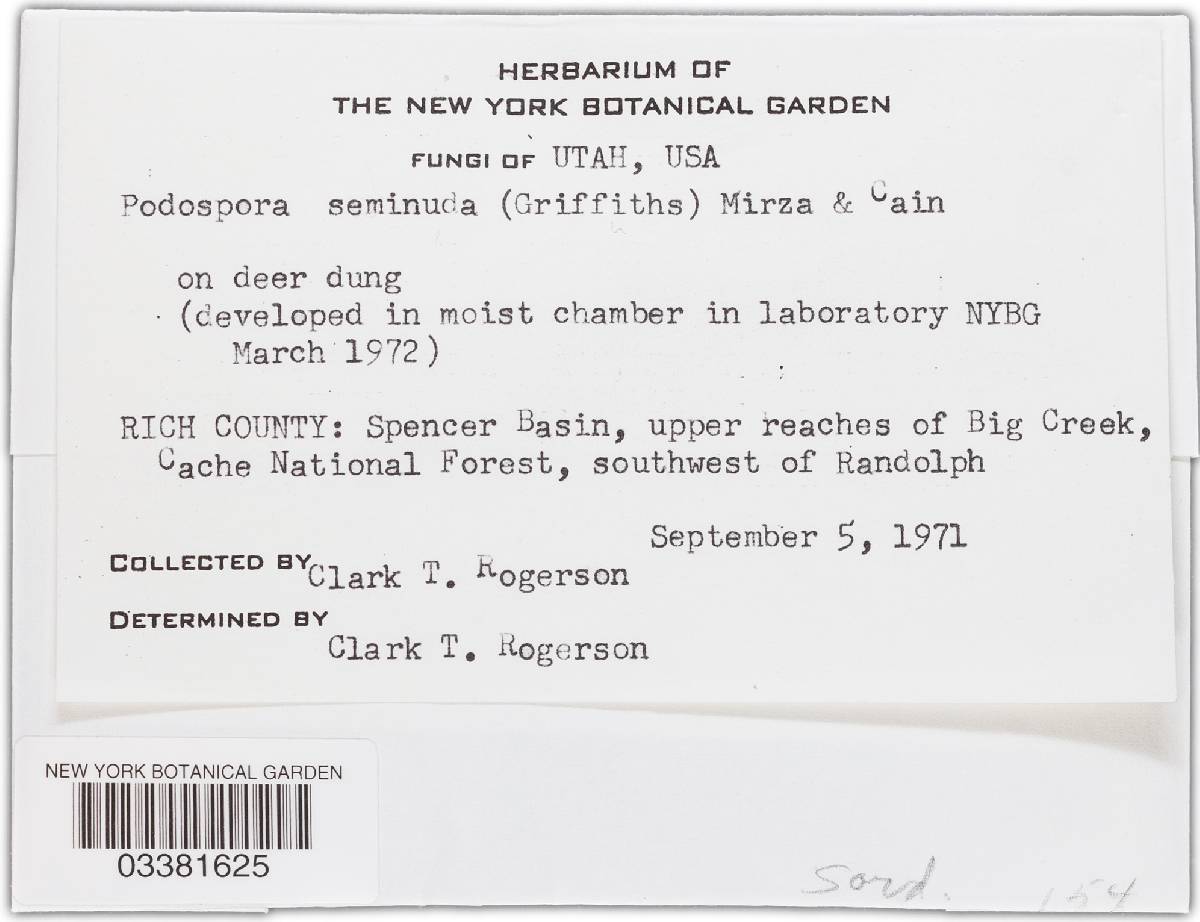 HERBARIUM OF
THE NEW YORK BOTANICAL GARDEN
FUNGI OF UTAH, USA
Podospora seminuda (Griffiths) Mirza & Cain
on deer dung
(developed in moist chamber in laboratory NYBG
March 1972)
RICH COUNTY: Spencer Basin, upper reaches of Big Creek,
Cache National Forest, southwest of Randolph
September 5, 1971
COLLECTED BY Clark T. Rogerson
DETERMINED BY
Clark T. Rogerson
NEW YORK BOTANICAL GARDEN
03381625
Sord. 154